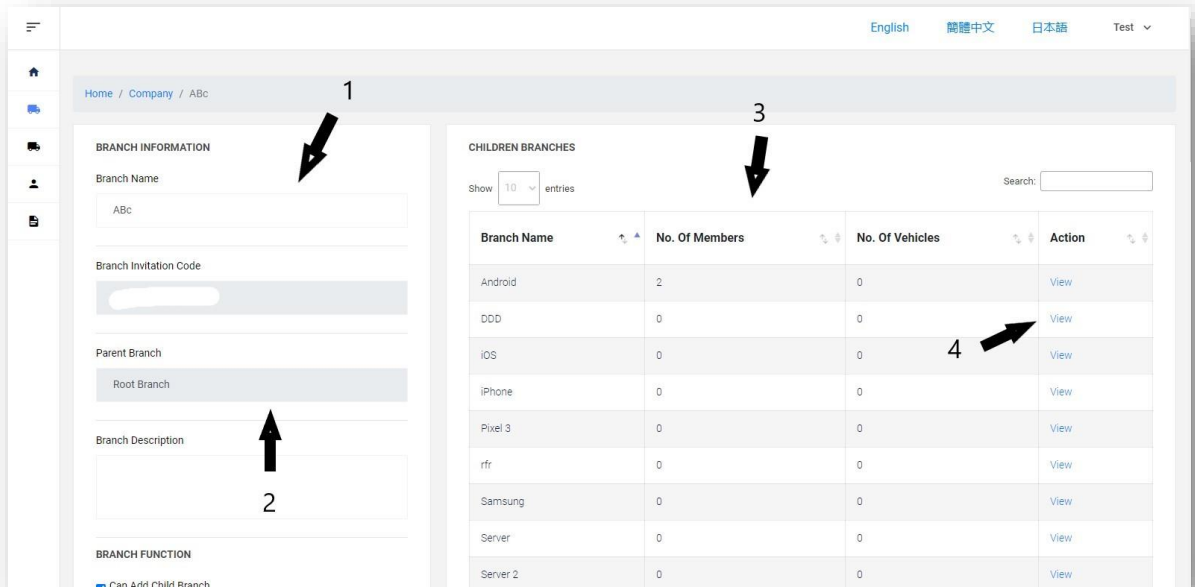 English 簡體中文 日本語 Test
Home / Company / ABc
1
3
BRANCH INFORMATION
Branch Name
ABc
Branch Invitation Code
Parent Branch
Root Branch
Branch Description
2
BRANCH FUNCTION
Can Add Child Branch
CHILDREN BRANCHES
Show 10 entries
Search:
Branch Name No. Of Members No. Of Vehicles Action
Android 2 0 View
DDD 0 0 View
4
iOS 0 0 View
iPhone 0 0 View
Pixel 3 0 0 View
rfr 0 0 View
Samsung 0 0 View
Server 0 0 View
Server 2 0 0 View